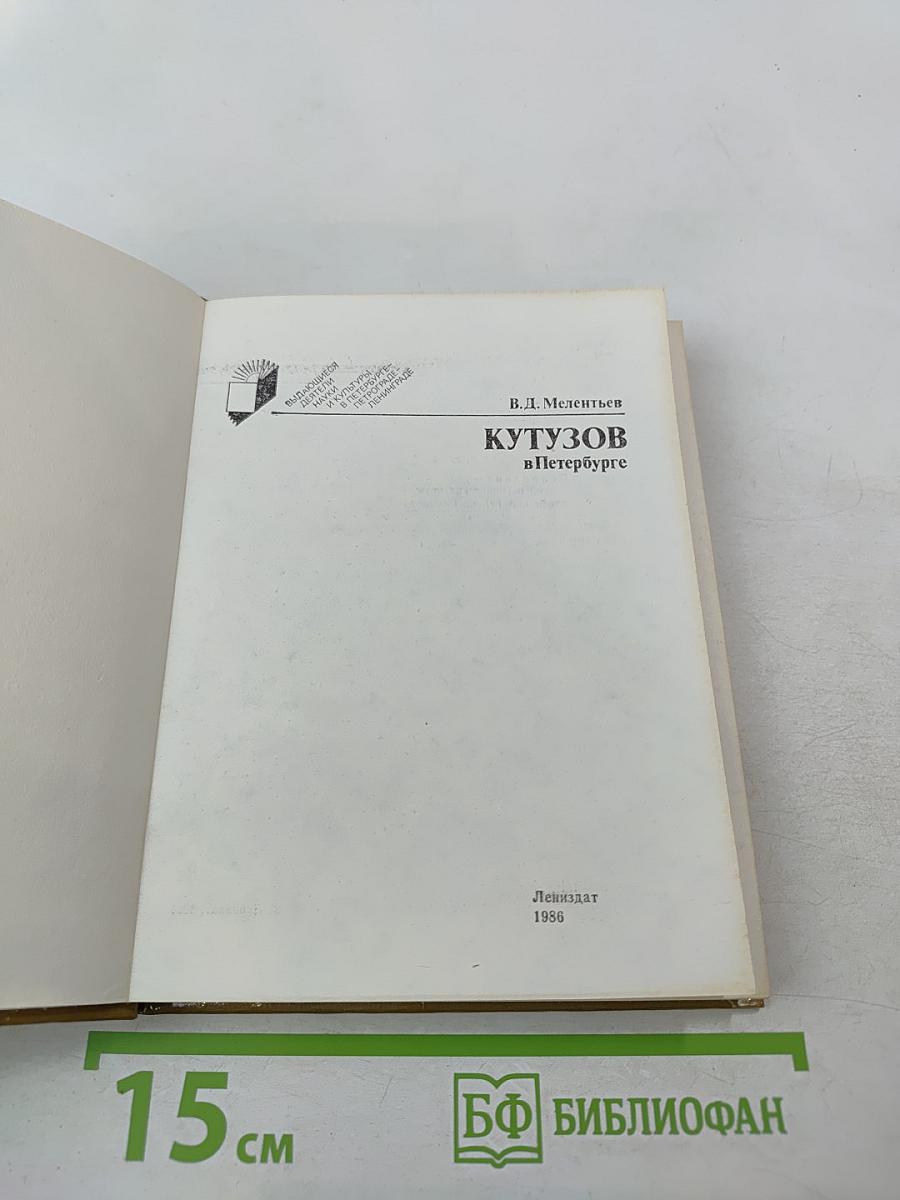 ВЫДАЮЩИЕСЯ
ДЕЯТЕЛИ
НАУКИ
И КУЛЬТУРЫ
В ПЕТЕРБУРГЕ-
ПЕТРОГРАДЕ-
ЛЕНИНГРАДЕ
В.Д. Мелентьев
КУТУЗОВ
в Петербурге
Лениздат
1986
15 см
БФ БИБЛИОФАН